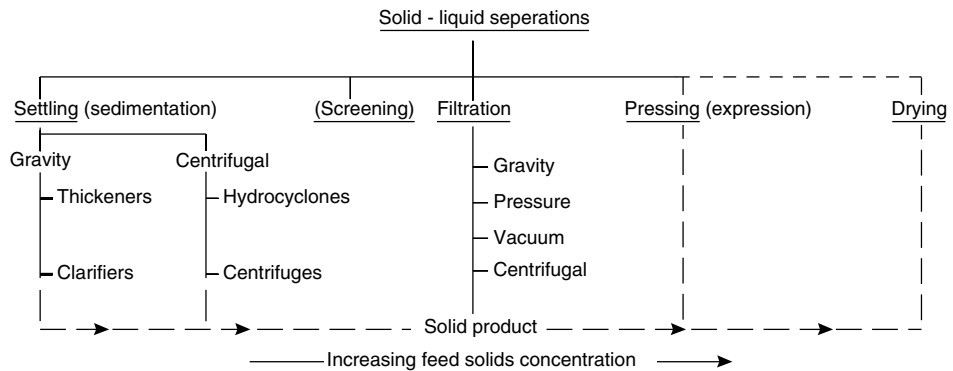 Solid - liquid seperations
Settling (sedimentation)
(Screening)
Filtration
Pressing (expression)
Drying
Gravity
Centrifugal
Thickeners
Hydrocyclones
Clarifiers
Centrifuges
Gravity
Pressure
Vacuum
Centrifugal
Solid product
Increasing feed solids concentration